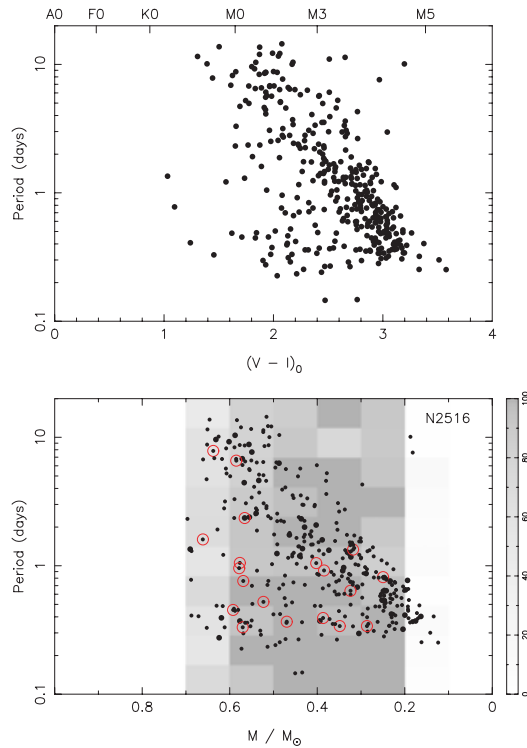 A0 F0 K0 M0 M3 M5
10
1
0.1
Period (days)
0 1 2 3 4
(V − I)₀
N2516
10
1
0.1
Period (days)
0.8 0.6 0.4 0.2 0
M / M⊙
100
80
60
40
20
0